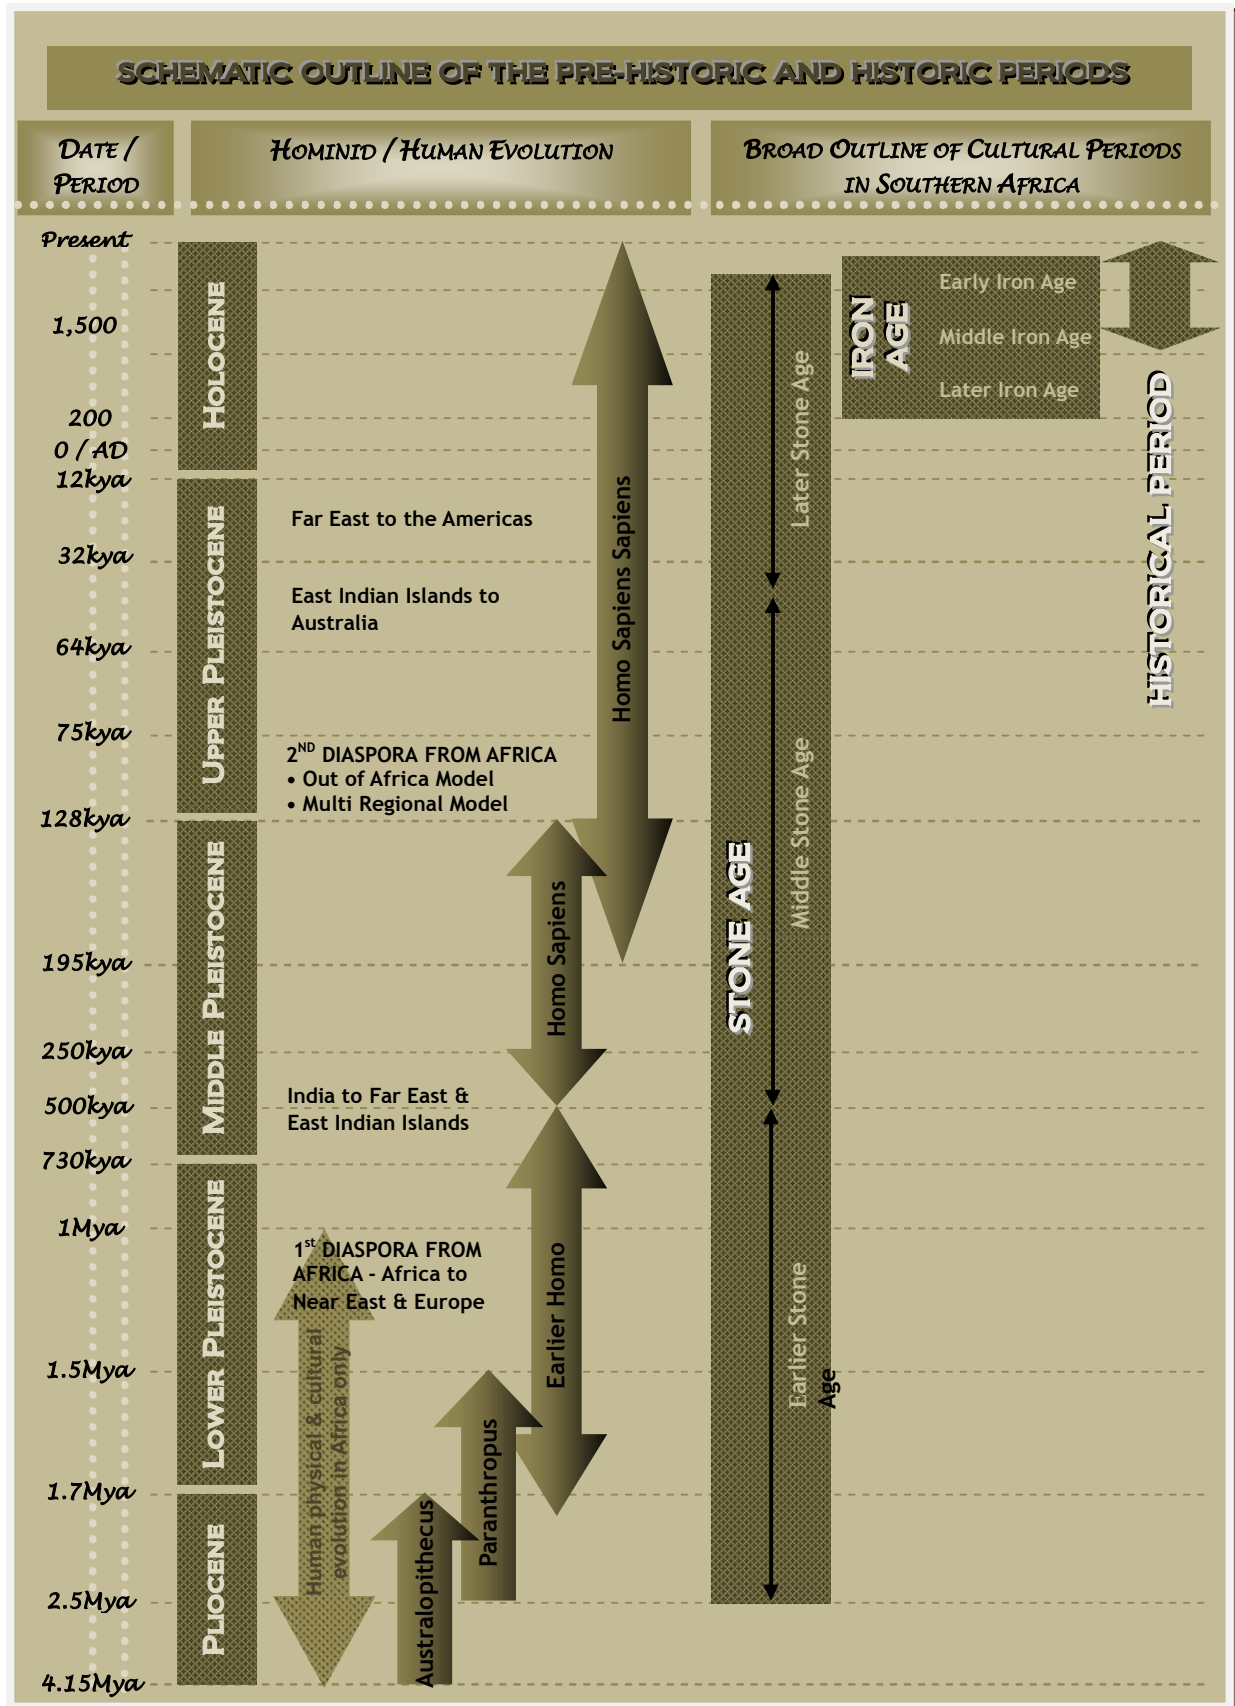 SCHEMATIC OUTLINE OF THE PRE-HISTORIC AND HISTORIC PERIODS
DATE /
PERIOD
HOMINID / HUMAN EVOLUTION
BROAD OUTLINE OF CULTURAL PERIODS
IN SOUTHERN AFRICA
Present
1,500
200
0 / AD
12kya
32kya
64kya
75kya
128kya
195kya
250kya
500kya
730kya
1Mya
1.5Mya
1.7Mya
2.5Mya
4.15Mya
HOLOCENE
UPPER PLEISTOCENE
MIDDLE PLEISTOCENE
LOWER PLEISTOCENE
PLIOCENE
Far East to the Americas
East Indian Islands to
Australia
2ND DIASPORA FROM AFRICA
• Out of Africa Model
• Multi Regional Model
India to Far East &
East Indian Islands
1st DIASPORA FROM
AFRICA - Africa to
Near East & Europe
Human physical & cultural
evolution in Africa only
Australopithecus
Paranthropus
Earlier Homo
Homo Sapiens
Homo Sapiens Sapiens
STONE AGE
Later Stone Age
Middle Stone Age
Earlier Stone
Age
IRON
AGE
Early Iron Age
Middle Iron Age
Later Iron Age
HISTORICAL PERIOD